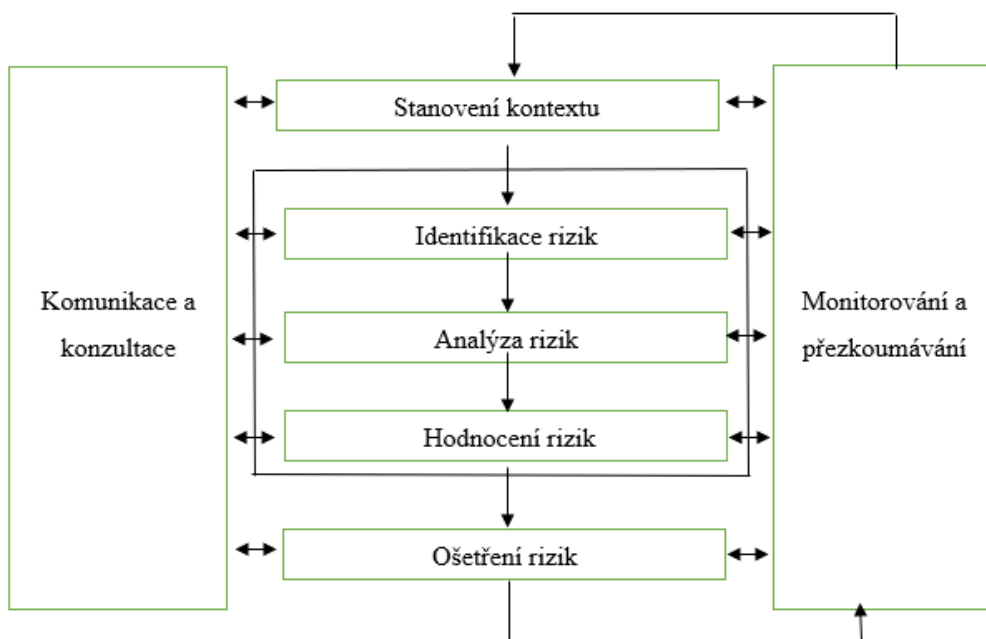 Stanovení kontextu
Identifikace rizik
Komunikace a
konzultace
Analýza rizik
Monitorování a
přezkoumávání
Hodnocení rizik
Ošetření rizik